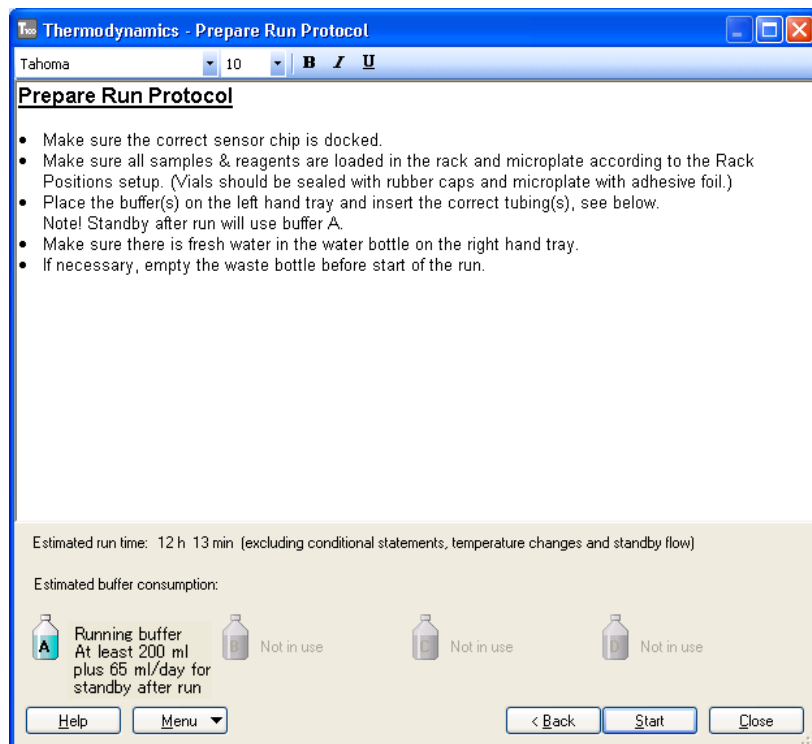 T100 Thermodynamics - Prepare Run Protocol
Tahoma 10 B I U
Prepare Run Protocol
• Make sure the correct sensor chip is docked.
• Make sure all samples & reagents are loaded in the rack and microplate according to the Rack
Positions setup. (Vials should be sealed with rubber caps and microplate with adhesive foil.)
• Place the buffer(s) on the left hand tray and insert the correct tubing(s), see below.
Note! Standby after run will use buffer A.
• Make sure there is fresh water in the water bottle on the right hand tray.
• If necessary, empty the waste bottle before start of the run.
Estimated run time: 12 h 13 min (excluding conditional statements, temperature changes and standby flow)
Estimated buffer consumption:
A Running buffer
At least 200 ml
plus 65 ml/day for
standby after run
B Not in use
C Not in use
D Not in use
Help Menu < Back Start Close